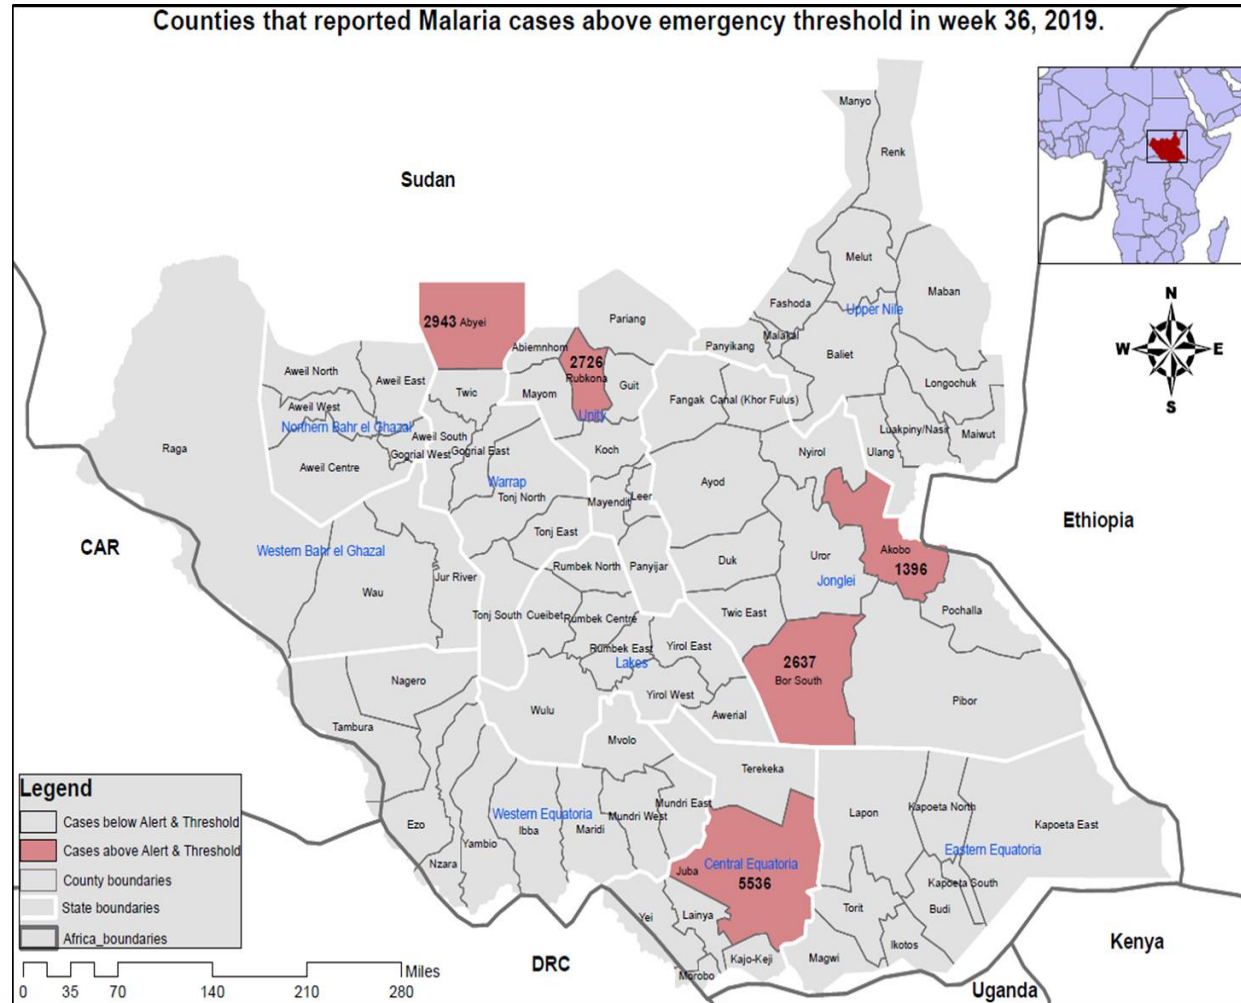 Counties that reported Malaria cases above emergency threshold in week 36, 2019.
Manyo
Renk
Sudan
Melut
Maban
Fashoda
Upper Nile
2943 Abyei
Pariang
Malakal
Panyikang
Baliet
Abiemnhom
2726
Rubkona
Guit
Mayom
Unity
N
W
E
S
Aweil North
Aweil East
Twic
Aweil West
Northern Bahr el Ghazal
Aweil South
Gogrial West
Gogrial East
Aweil Centre
Raga
Fangak
Canal (Khor Fulus)
Longochuk
Luakpiny/Nasir
Maiwut
Ulang
Nyirol
Koch
Warrap
Tonj North
Mayendit
Leer
Ayod
Tonj East
CAR
Western Bahr el Ghazal
Wau
Jur River
Rumbek North
Panyijar
Duk
Uror
Jonglei
Akobo
1396
Ethiopia
Pochalla
Tonj South
Cueibet
Rumbek Centre
Twic East
Rumbek East
Yirol East
Lakes
2637
Bor South
Yirol West
Pibor
Nagero
Wulu
Awerial
Tambura
Mvolo
Terekeka
Mundri East
Western Equatoria
Ibba
Maridi
Mundri West
Ezo
Yambio
Nzara
Lapon
Kapoeta North
Kapoeta East
Eastern Equatoria
Central Equatoria
Juba
5536
Kapoeta South
Budi
Torit
Ikotos
Magwi
Yei
Lainya
Morobo
Kajo-Keji
DRC
Uganda
Kenya
Legend
Cases below Alert & Threshold
Cases above Alert & Threshold
County boundaries
State boundaries
Africa_boundaries
Miles
0 35 70 140 210 280